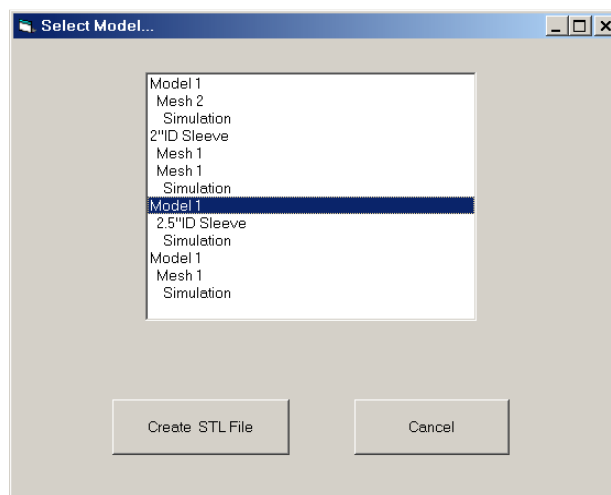 Select Model...
Model 1
Mesh 2
Simulation
2"ID Sleeve
Mesh 1
Mesh 1
Simulation
Model 1
2.5"ID Sleeve
Simulation
Model 1
Mesh 1
Simulation
Create STL File
Cancel